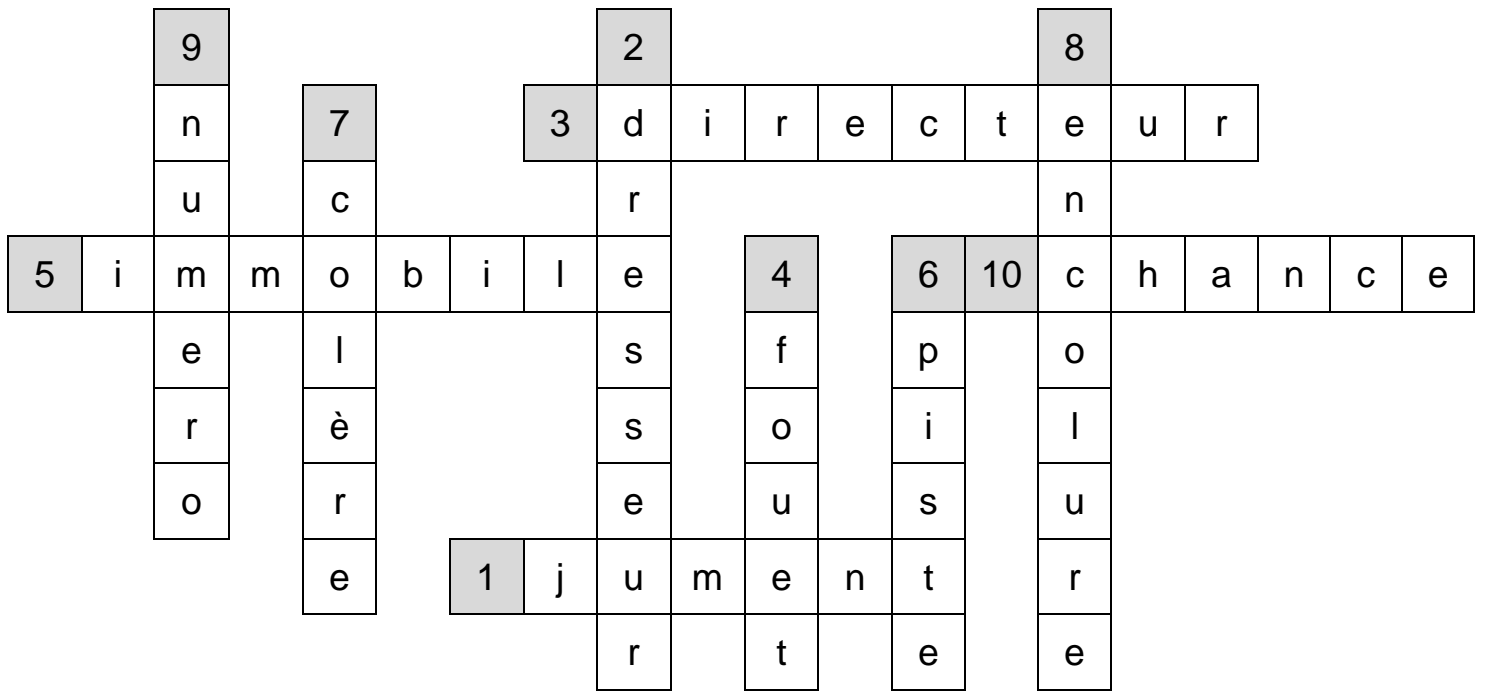 9 2 8
n 7 3 d i r e c t e u r
u c r n
5 i m m o b i l e 4 6 10 c h a n c e
e l s f p o
r è s o i l
o r e u s u
e 1 j u m e n t r
r t e e